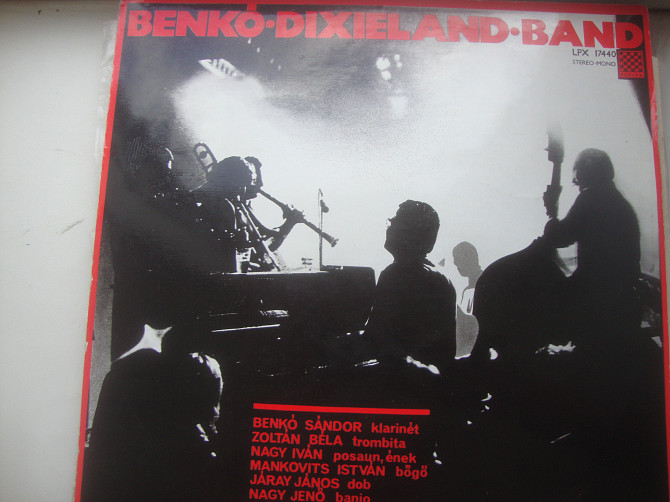 BENKÓ·DIXIELAND·BAND
LPX 17440
STEREO-MONO
BENKÓ SÁNDOR klarinét
ZOLTÁN BÉLA trombita
NAGY IVÁN posaun, ének
MANKOVITS ISTVÁN bőgő
JÁRAY JÁNOS dob
NAGY JENŐ banjo